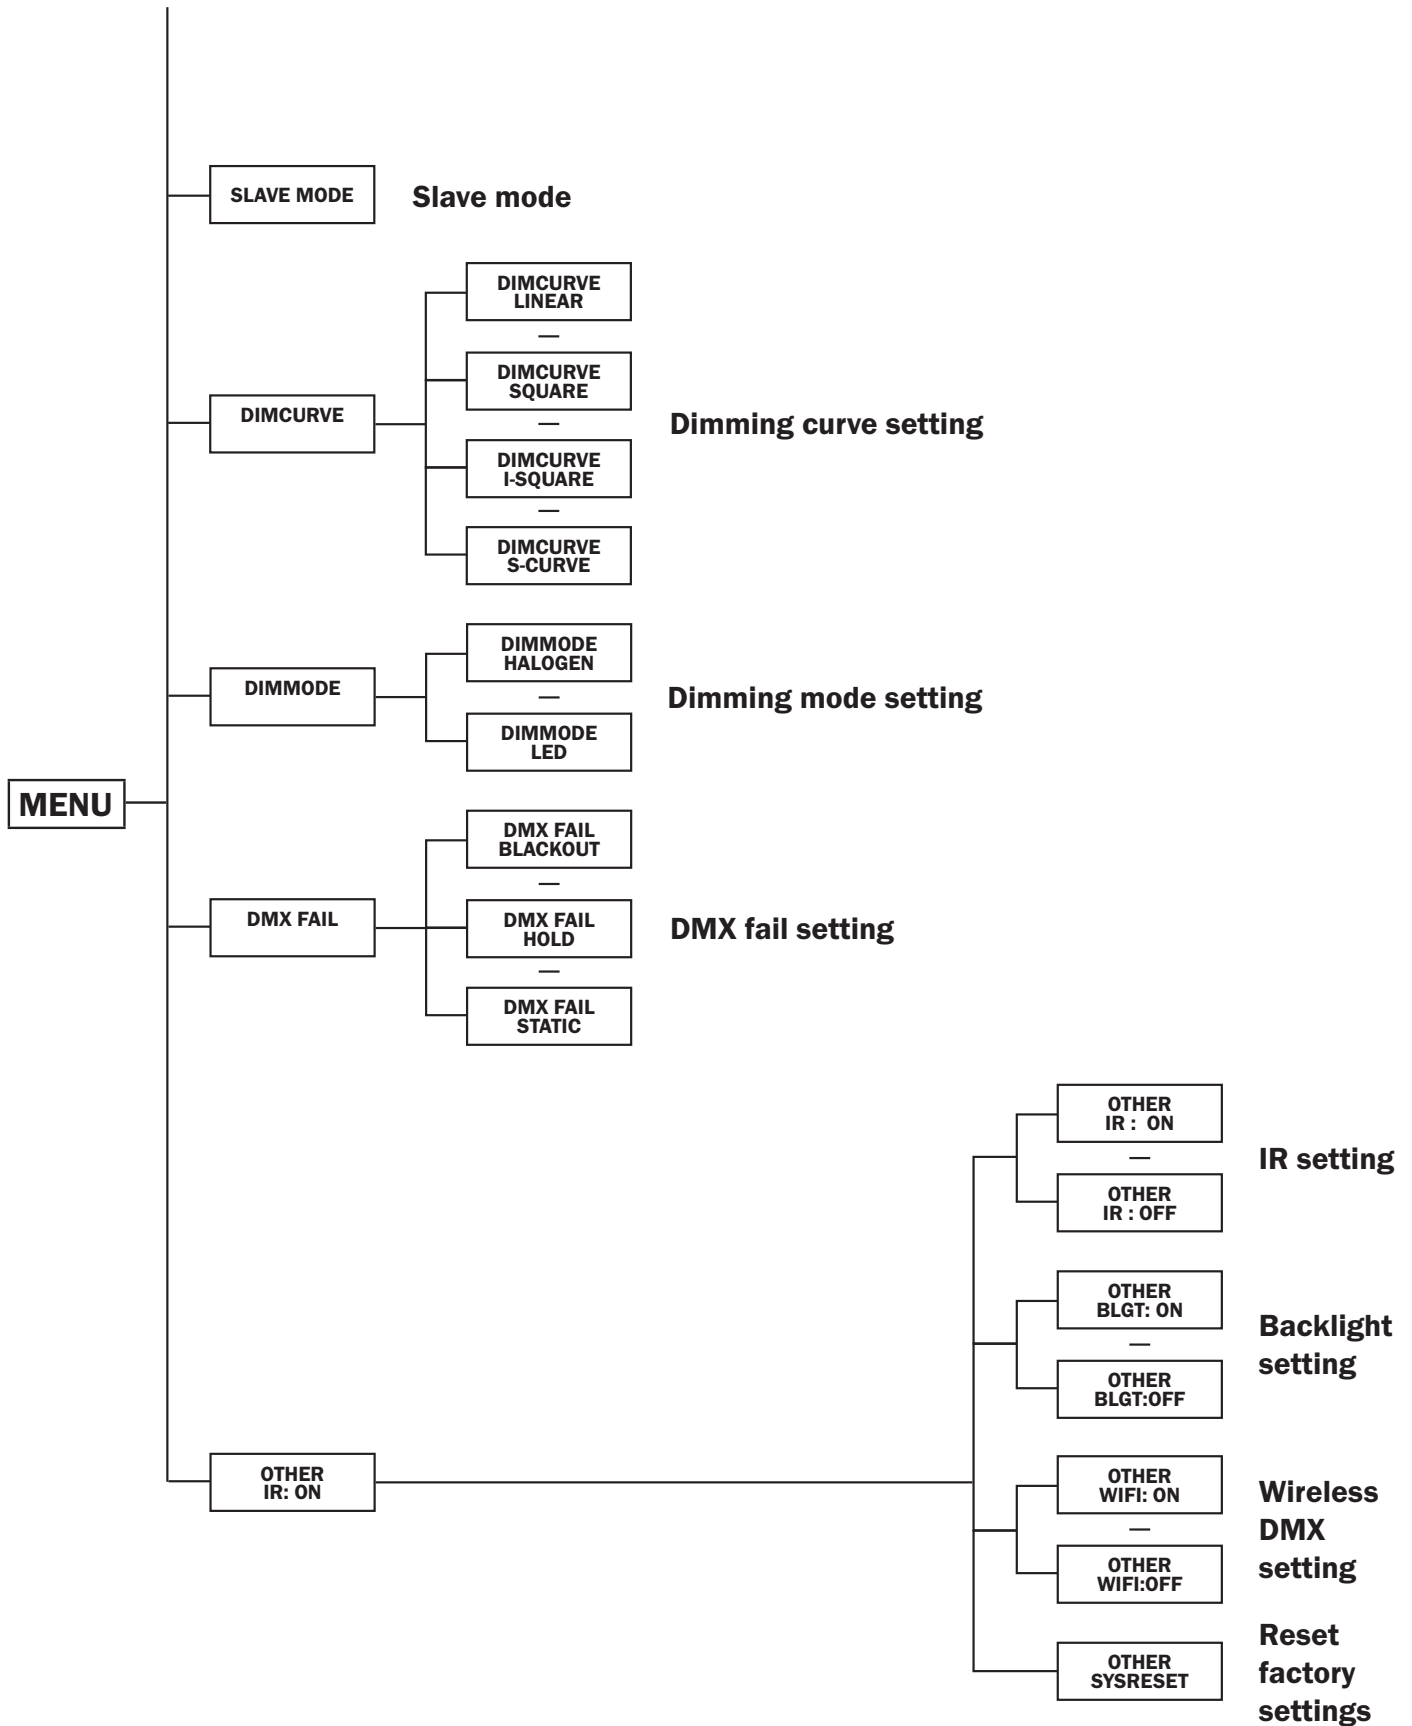 SLAVE MODE
Slave mode
DIMCURVE
DIMCURVE
LINEAR
—
DIMCURVE
SQUARE
—
DIMCURVE
I-SQUARE
—
DIMCURVE
S-CURVE
Dimming curve setting
DIMMODE
DIMMODE
HALOGEN
—
DIMMODE
LED
Dimming mode setting
MENU
DMX FAIL
DMX FAIL
BLACKOUT
—
DMX FAIL
HOLD
—
DMX FAIL
STATIC
DMX fail setting
OTHER
IR: ON
OTHER
IR :  ON
—
OTHER
IR : OFF
IR setting
OTHER
BLGT: ON
—
OTHER
BLGT:OFF
Backlight
setting
OTHER
WIFI: ON
—
OTHER
WIFI:OFF
Wireless
DMX
setting
OTHER
SYSRESET
Reset
factory
settings